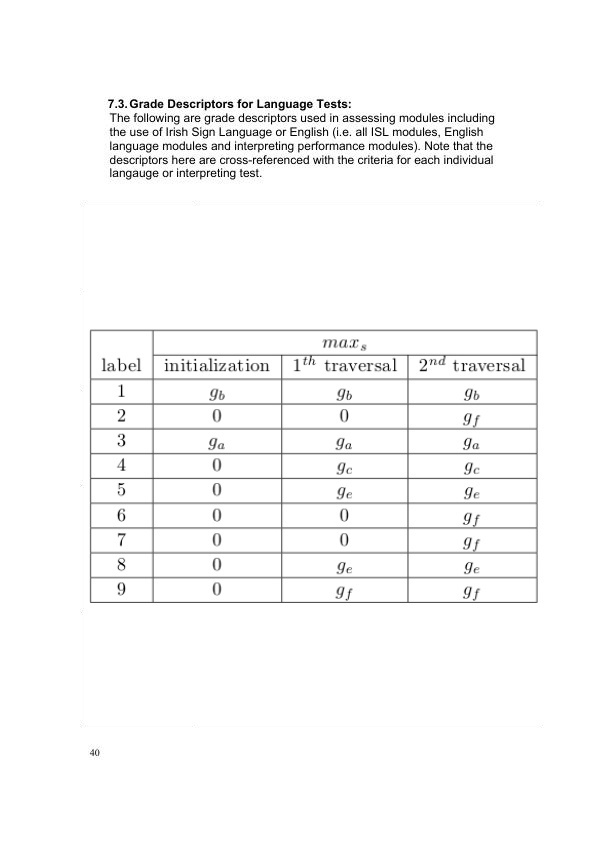 7.3. Grade Descriptors for Language Tests:
The following are grade descriptors used in assessing modules including
the use of Irish Sign Language or English (i.e. all ISL modules, English
language modules and interpreting performance modules). Note that the
descriptors here are cross-referenced with the criteria for each individual
langauge or interpreting test.
max_s
label initialization 1^th traversal 2^nd traversal
1 g_b g_b g_b
2 0 0 g_f
3 g_a g_a g_a
4 0 g_c g_c
5 0 g_e g_e
6 0 0 g_f
7 0 0 g_f
8 0 g_e g_e
9 0 g_f g_f
40